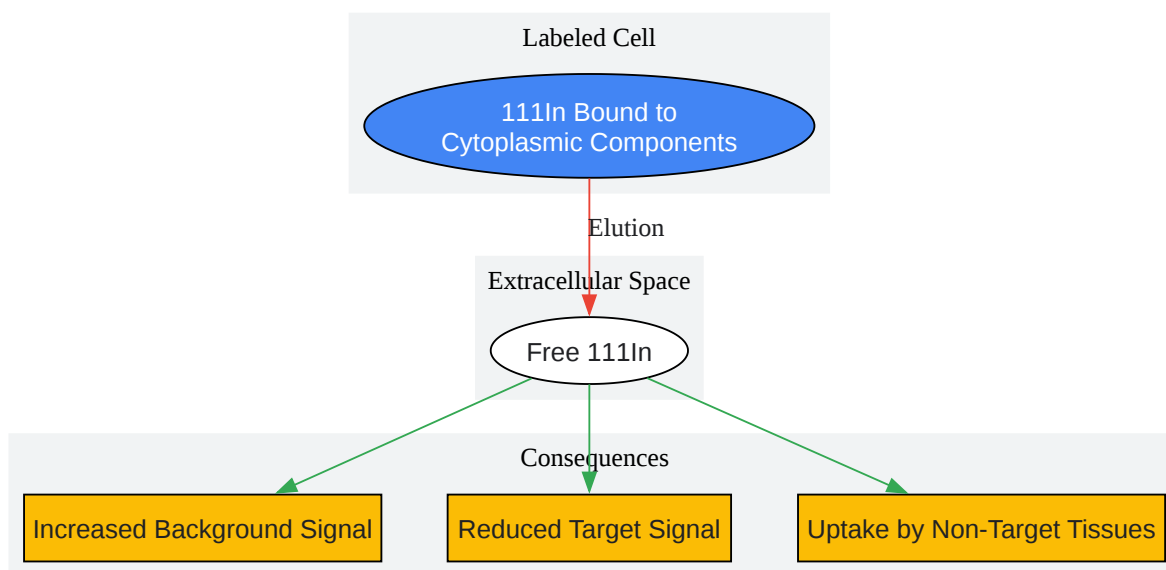 Labeled Cell
111In Bound to
Cytoplasmic Components
Elution
Extracellular Space
Free 111In
Consequences
Increased Background Signal
Reduced Target Signal
Uptake by Non-Target Tissues